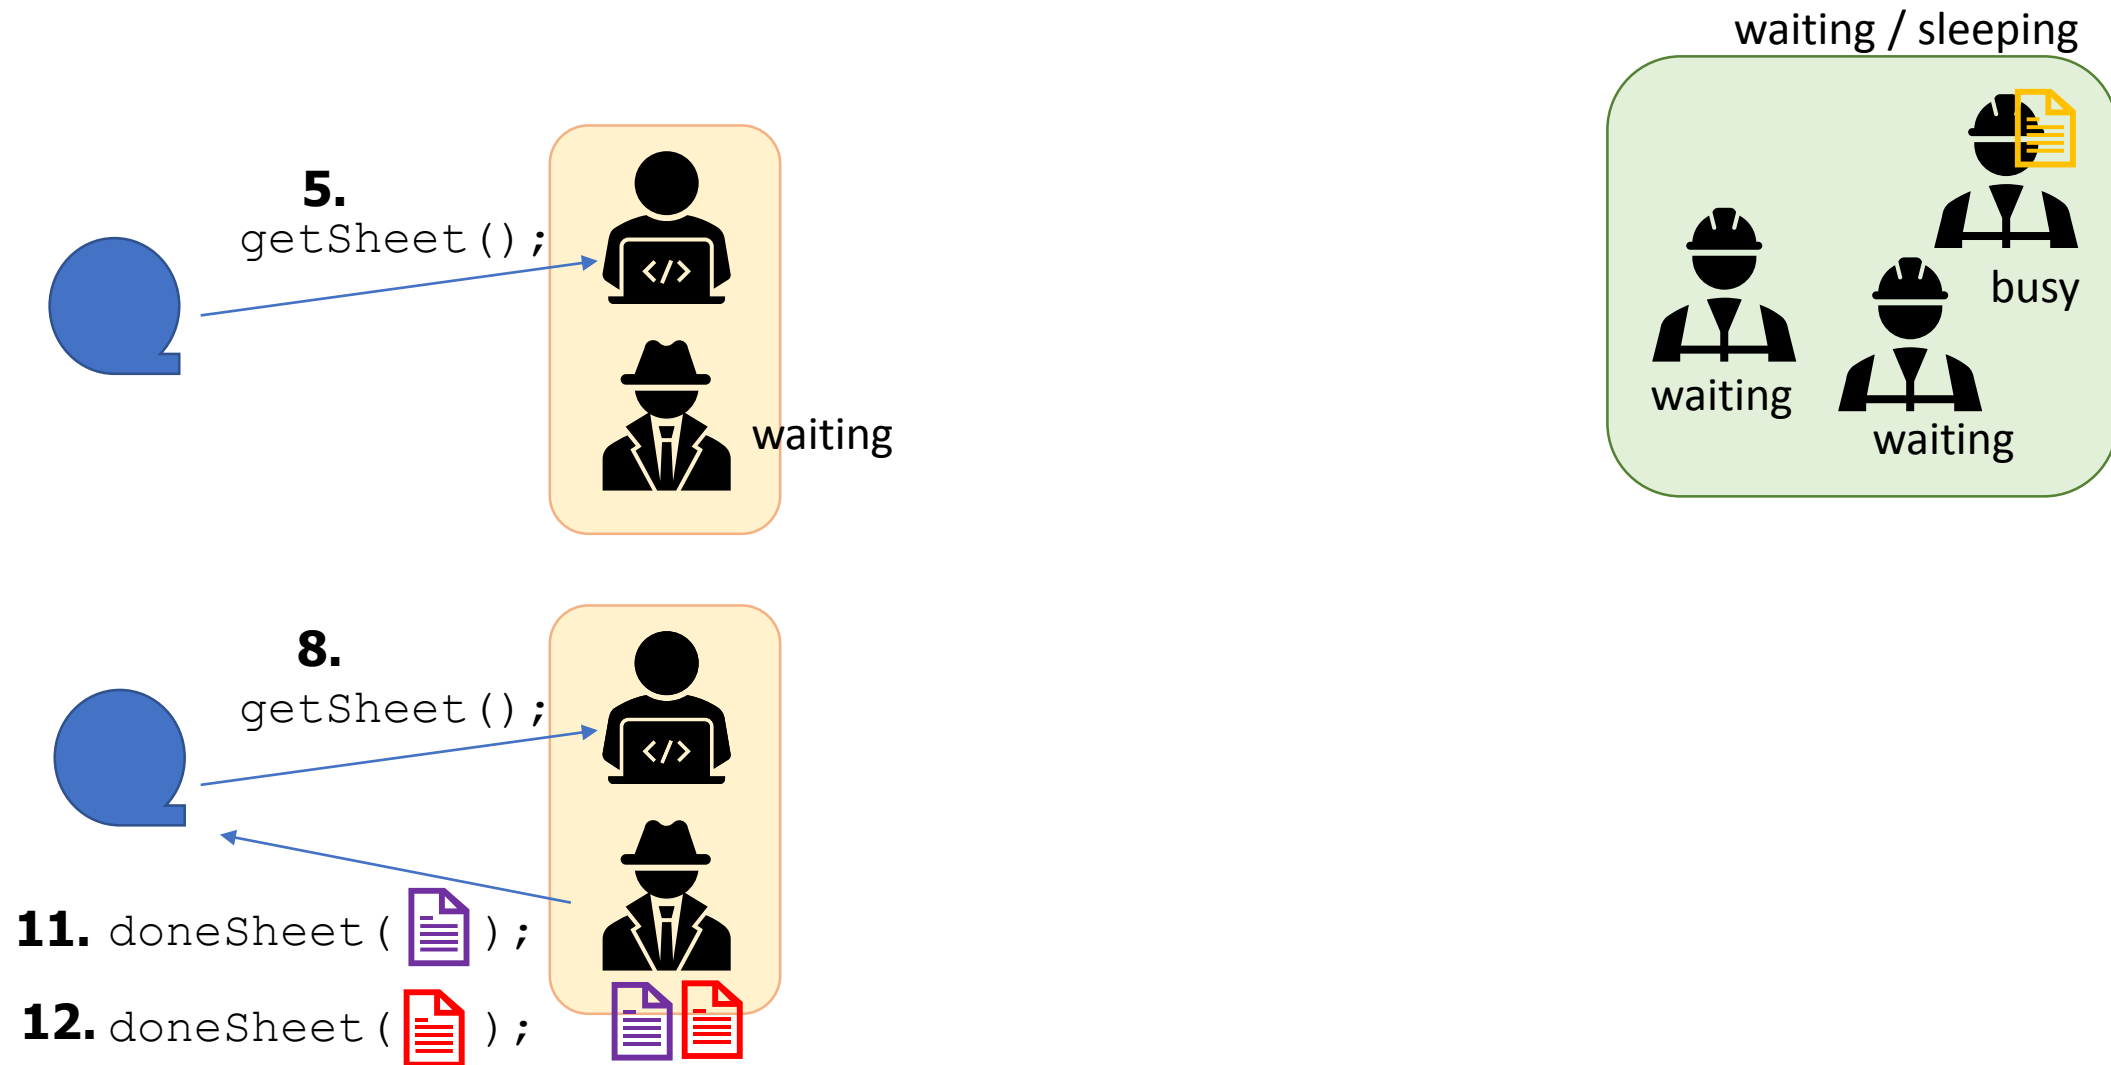 waiting / sleeping
5.
getSheet();
</>
waiting
busy
waiting
waiting
8.
getSheet();
</>
11. doneSheet( );
12. doneSheet( );